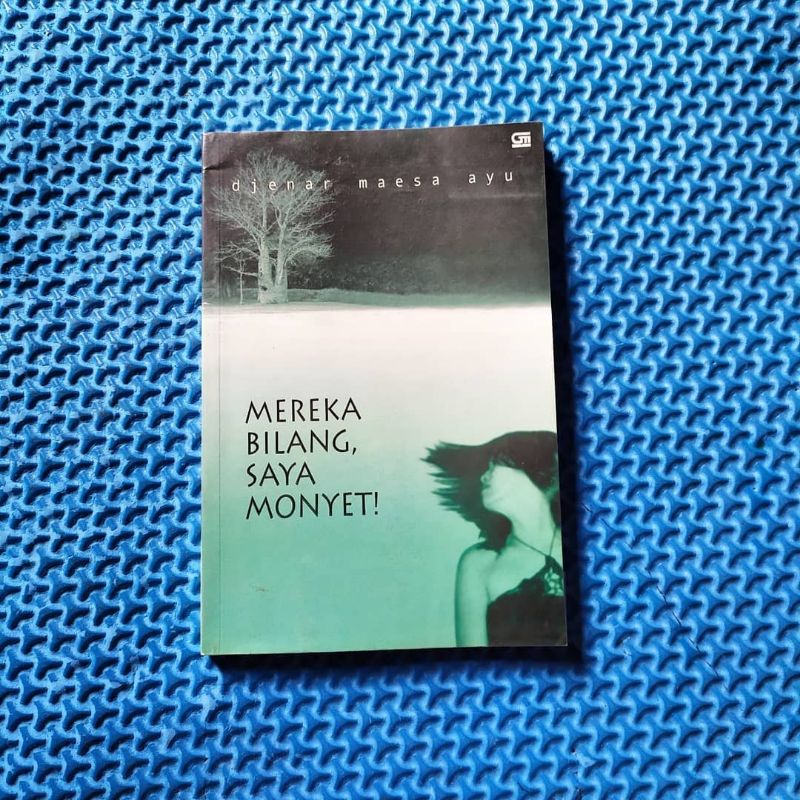 djenar maesa ayu
MEREKA
BILANG,
SAYA
MONYET!